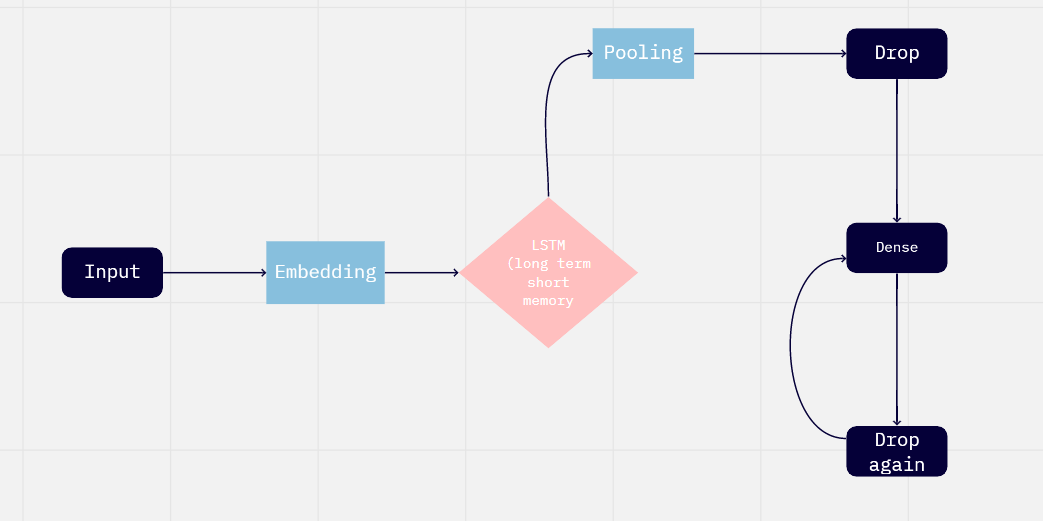 Input
Embedding
LSTM
(long term
short
memory
Pooling
Drop
Dense
Drop
again